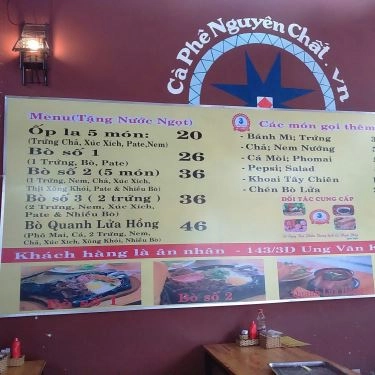 Cà Phê Nguyên Chất.vn
Menu(Tặng Nước Ngọt)
Ốp la 5 món: 20
(Trưng Chả, Xúc Xích, Pate,Nem)
Bò số 1 26
(1 Trứng, Bò, Pate)
Bò số 2 (5 món) 36
(1 Trứng, Nem, Chả, Xúc Xích,
Thịt Xông Khói, Pate & Nhiều Bò)
Bò số 3 ( 2 trứng ) 36
(2 Trứng, Nem, Xúc Xích,
Pate & Nhiều Bò)
Bò Quanh Lửa Hồng 46
(Phô Mai, Cá, 2 Trứng, Nem,
Chả, Xúc Xích, Xông Khói, Nhiều Bò)
Các món gọi thêm
- Bánh Mì; Trứng
- Chả; Nem Nướng
- Cá Mòi; Phomai
- Pepsi; Salad
- Khoai Tây Chiên
- Chén Bò Lửa
ĐỐI TÁC CUNG CẤP
Khách hàng là ân nhân - 143/3D Ung Văn
Bò số 2